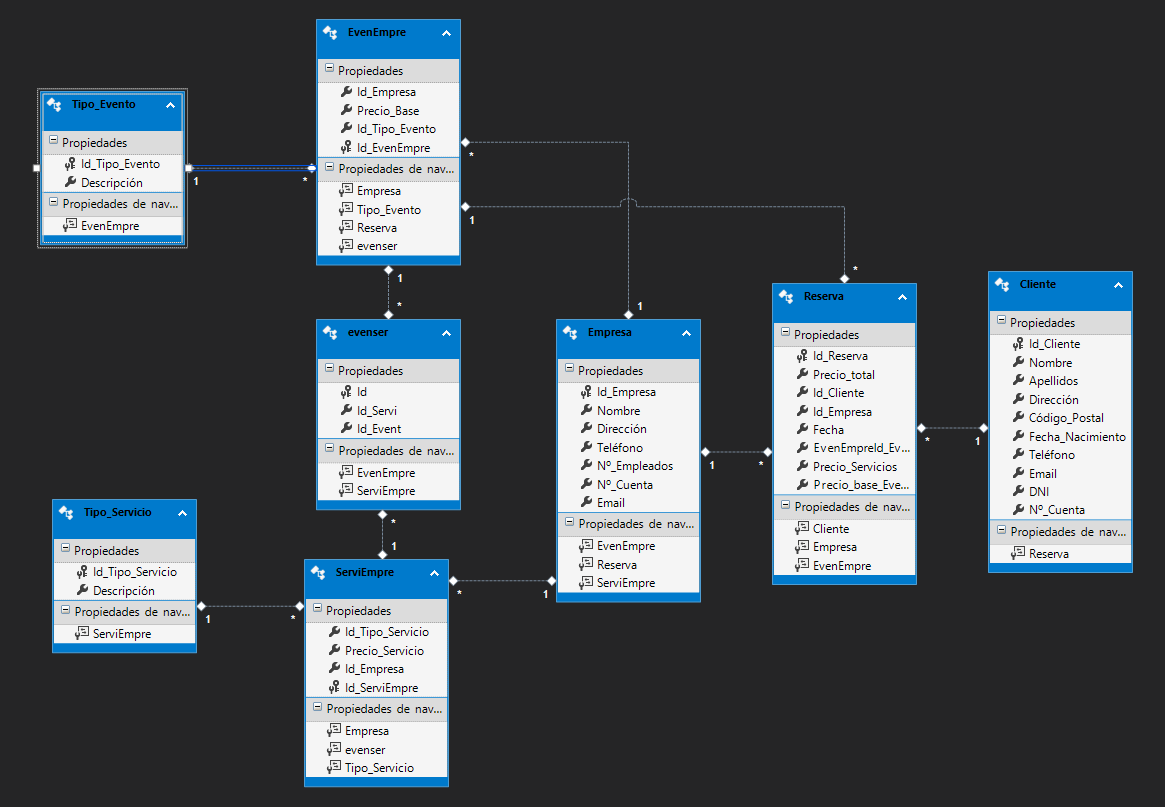 EvenEmpre
Propiedades
Id_Empresa
Precio_Base
Id_Tipo_Evento
Id_EvenEmpre
Propiedades de nav...
Empresa
Tipo_Evento
Reserva
evenser
Tipo_Evento
Propiedades
Id_Tipo_Evento
Descripción
Propiedades de nav...
EvenEmpre
1
*
*
1
1
*
1
*
evenser
Propiedades
Id
Id_Servi
Id_Event
Propiedades de nav...
EvenEmpre
ServiEmpre
Empresa
Propiedades
Id_Empresa
Nombre
Dirección
Teléfono
Nº_Empleados
Nº_Cuenta
Email
Propiedades de nav...
EvenEmpre
Reserva
ServiEmpre
Reserva
Propiedades
Id_Reserva
Precio_total
Id_Cliente
Id_Empresa
Fecha
EvenEmpreId_Ev...
Precio_Servicios
Precio_base_Eve...
Propiedades de nav...
Cliente
Empresa
EvenEmpre
Cliente
Propiedades
Id_Cliente
Nombre
Apellidos
Dirección
Código_Postal
Fecha_Nacimiento
Teléfono
Email
DNI
Nº_Cuenta
Propiedades de nav...
Reserva
1
*
*
1
*
1
Tipo_Servicio
Propiedades
Id_Tipo_Servicio
Descripción
Propiedades de nav...
ServiEmpre
1
*
ServiEmpre
Propiedades
Id_Tipo_Servicio
Precio_Servicio
Id_Empresa
Id_ServiEmpre
Propiedades de nav...
Empresa
evenser
Tipo_Servicio
*
1